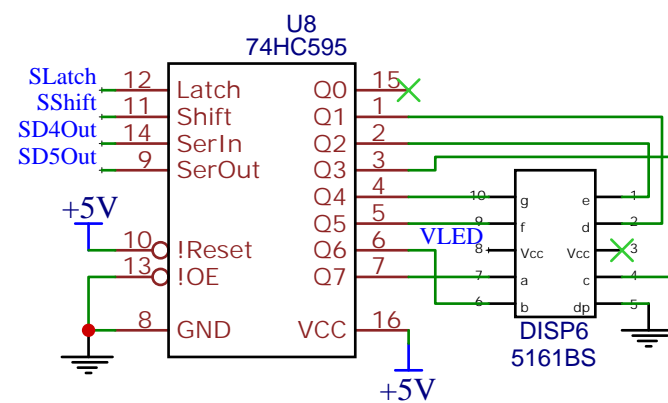 U8
74HC595
SLatch 12 Latch Q0 15
SShift 11 Shift Q1 1
SD4Out 14 SerIn Q2 2
SD5Out 9 SerOut Q3 3
Q4 4 10 g e 1
+5V Q5 5 9 f d 2
10 !Reset Q6 6 VLED 8 Vcc Vcc 3
13 !OE Q7 7 7 a c 4
6 b dp 5
8 GND VCC 16
DISP6
5161BS
+5V